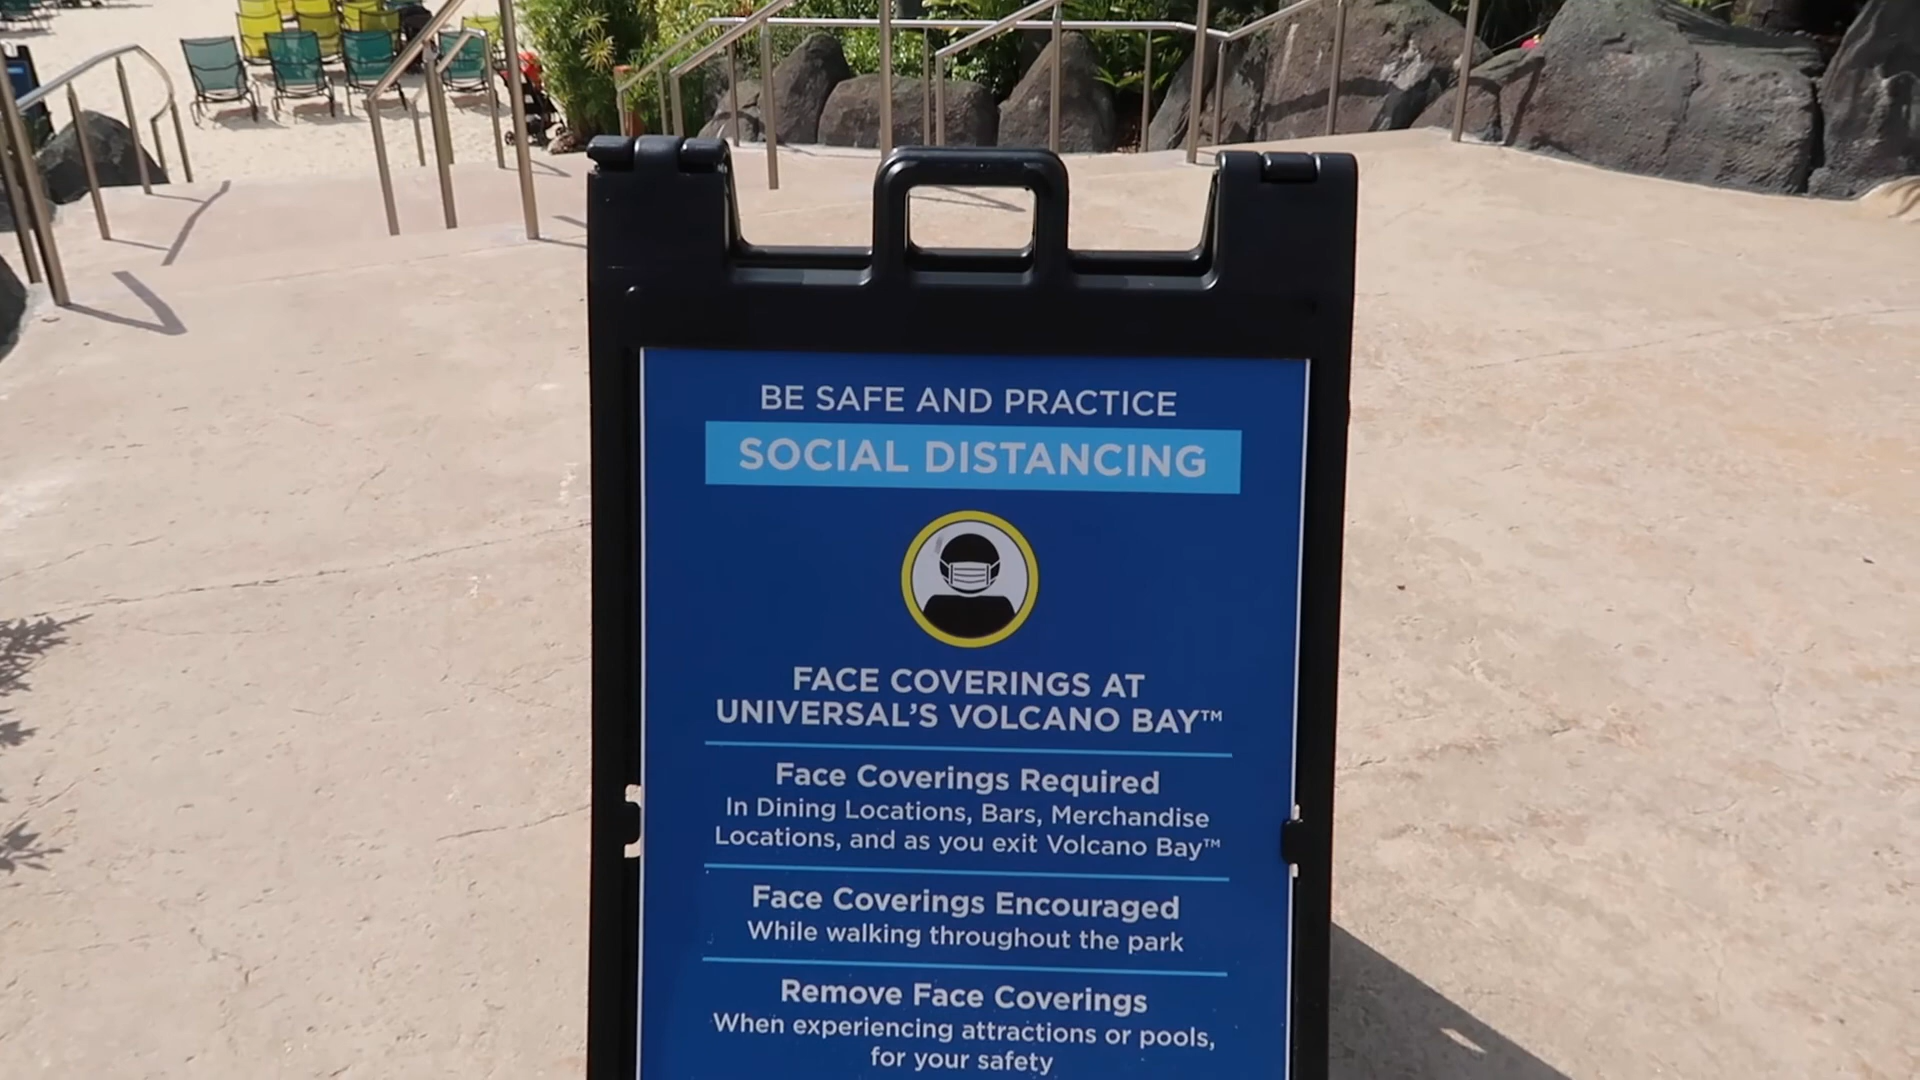 BE SAFE AND PRACTICE
SOCIAL DISTANCING
FACE COVERINGS AT
UNIVERSAL'S VOLCANO BAY™
Face Coverings Required
In Dining Locations, Bars, Merchandise
Locations, and as you exit Volcano Bay™
Face Coverings Encouraged
While walking throughout the park
Remove Face Coverings
When experiencing attractions or pools,
for your safety